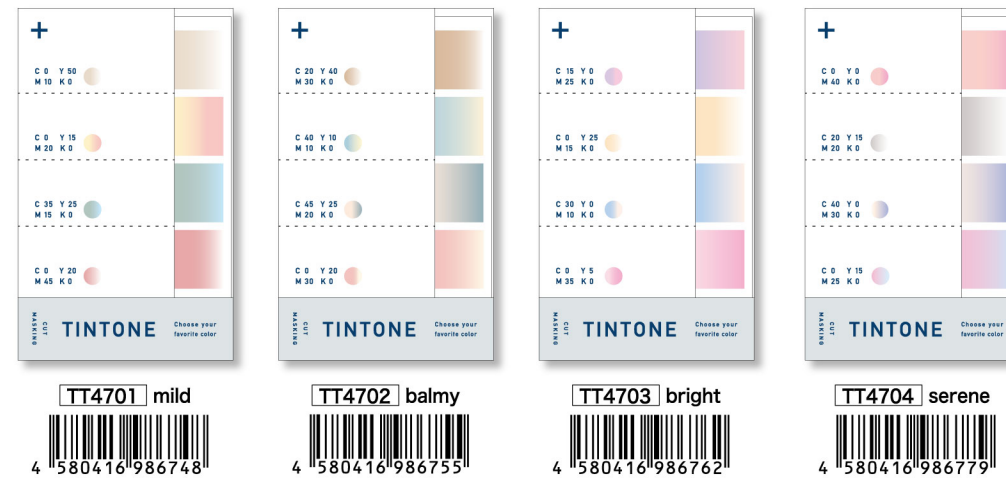 +
C 0 Y 50
M 10 K 0
C 0 Y 15
M 20 K 0
C 35 Y 25
M 15 K 0
C 0 Y 20
M 45 K 0
CUT
MASKING
TINTONE
Choose your
favorite color
TT4701 mild
4 580416 986748
+
C 20 Y 40
M 30 K 0
C 40 Y 10
M 10 K 0
C 45 Y 25
M 20 K 0
C 0 Y 20
M 30 K 0
CUT
MASKING
TINTONE
Choose your
favorite color
TT4702 balmy
4 580416 986755
+
C 15 Y 0
M 25 K 0
C 0 Y 25
M 15 K 0
C 30 Y 0
M 10 K 0
C 0 Y 5
M 35 K 0
CUT
MASKING
TINTONE
Choose your
favorite color
TT4703 bright
4 580416 986762
+
C 0 Y 0
M 40 K 0
C 20 Y 15
M 20 K 0
C 40 Y 0
M 30 K 0
C 0 Y 15
M 25 K 0
CUT
MASKING
TINTONE
Choose your
favorite color
TT4704 serene
4 580416 986779